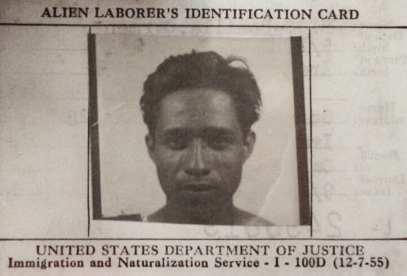 ALIEN LABORER'S IDENTIFICATION CARD
UNITED STATES DEPARTMENT OF JUSTICE
Immigration and Naturalization Service - I - 100D (12-7-55)